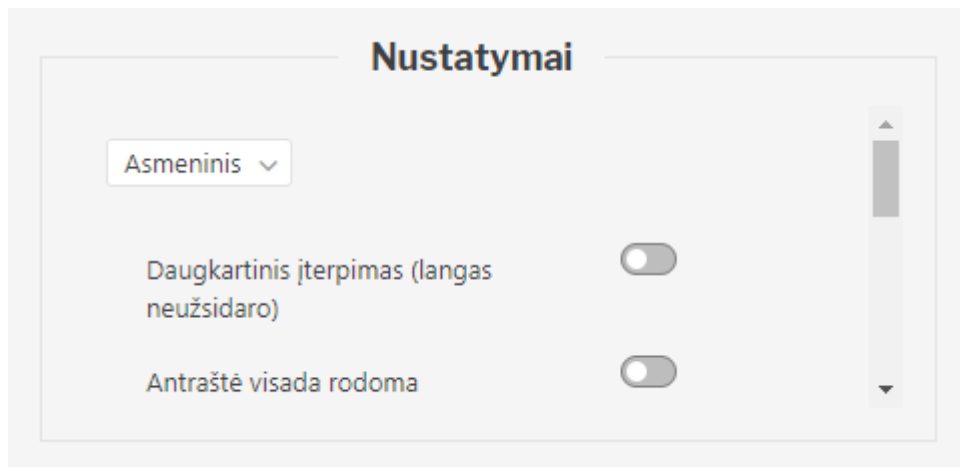 Nustatymai
Asmeninis
Daugkartinis įterpimas (langas
neužsidaro)
Antraštė visada rodoma